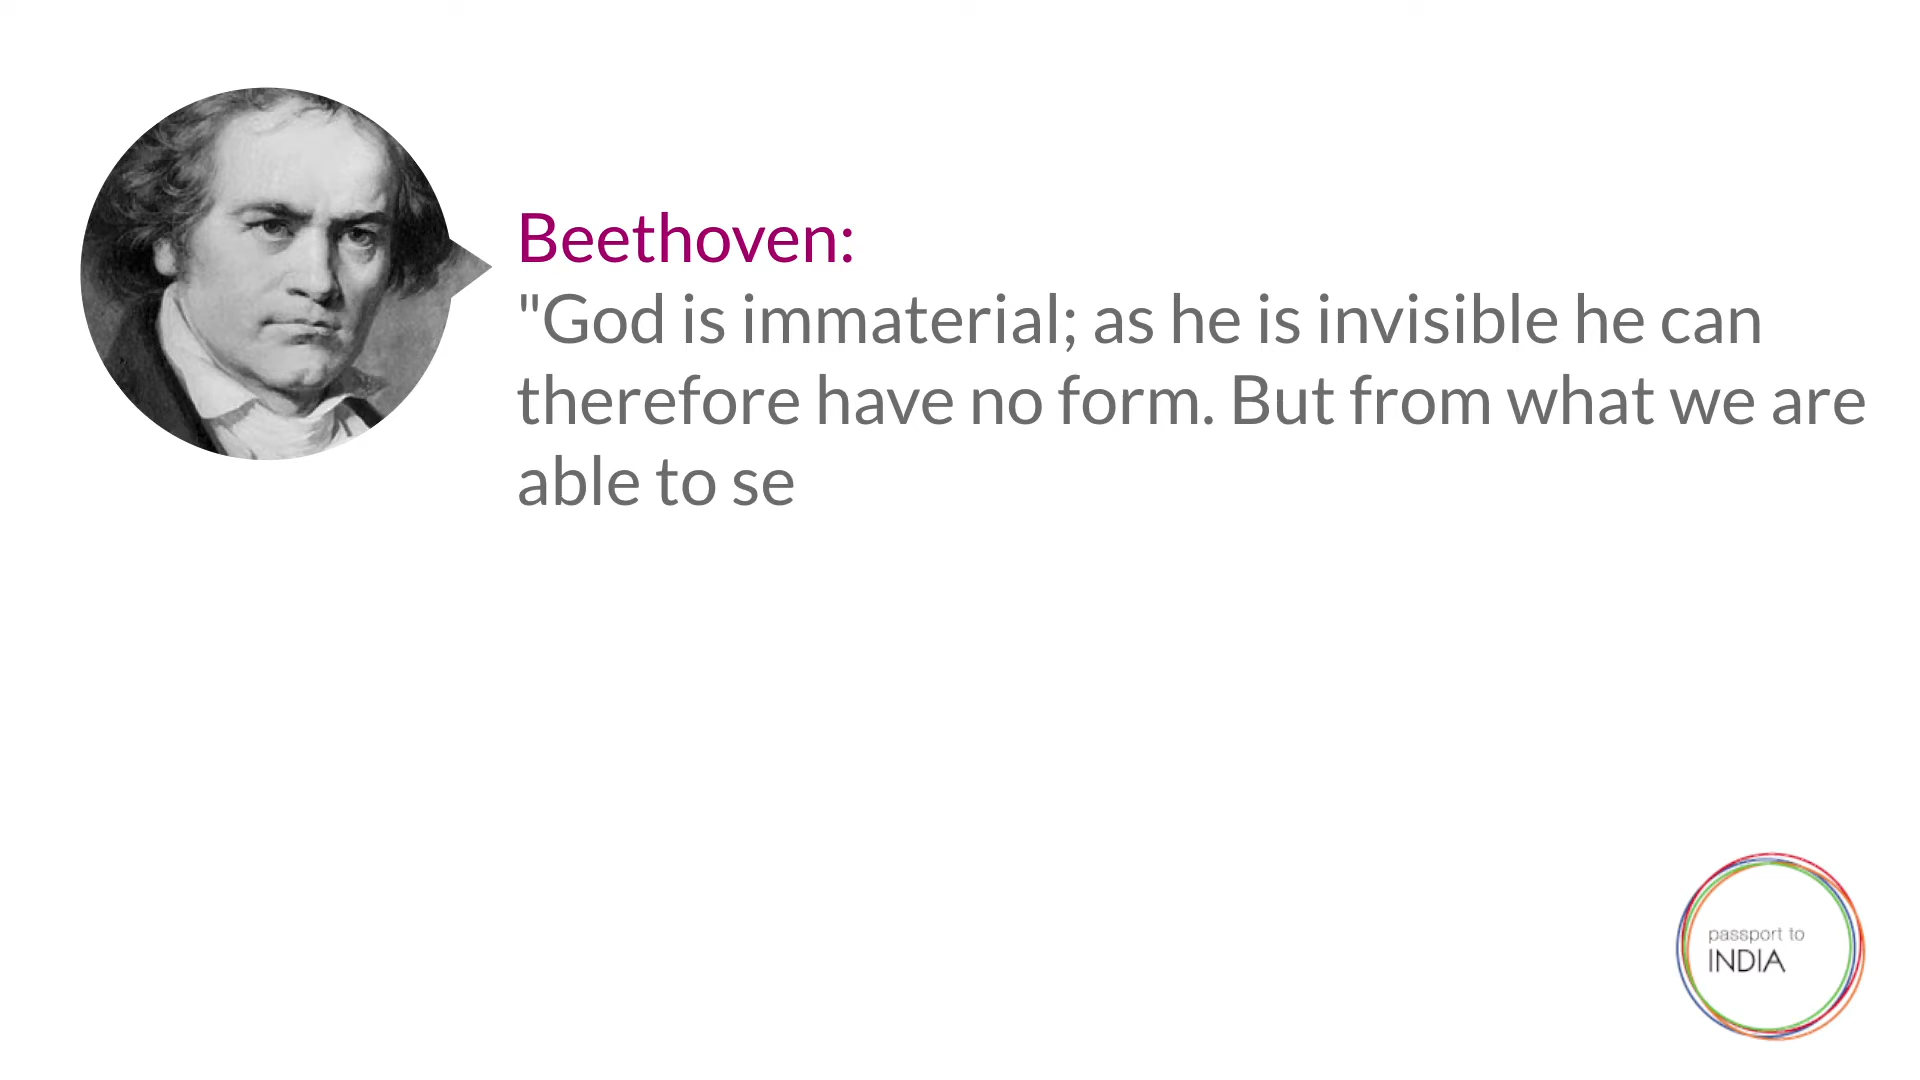 Beethoven:
"God is immaterial; as he is invisible he can
therefore have no form. But from what we are
able to se
passport to
INDIA